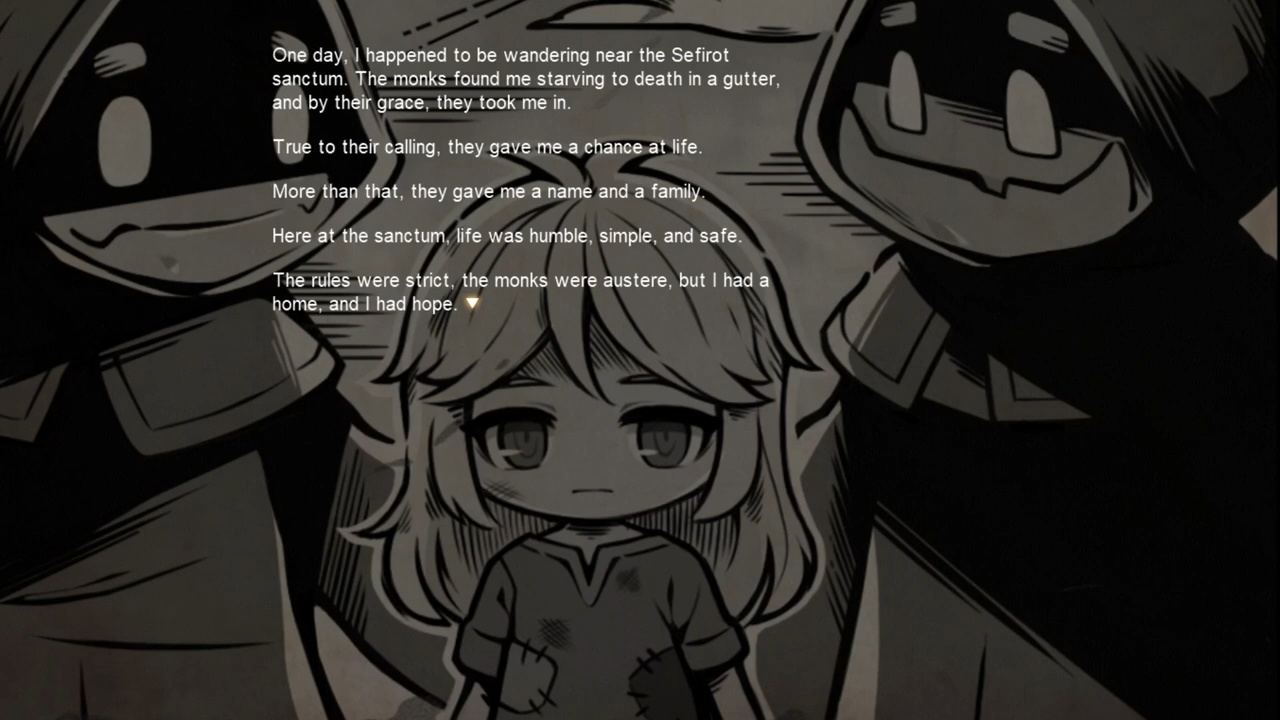 One day, I happened to be wandering near the Sefirot
sanctum. The monks found me starving to death in a gutter,
and by their grace, they took me in.
True to their calling, they gave me a chance at life.
More than that, they gave me a name and a family.
Here at the sanctum, life was humble, simple, and safe.
The rules were strict, the monks were austere, but I had a
home, and I had hope.